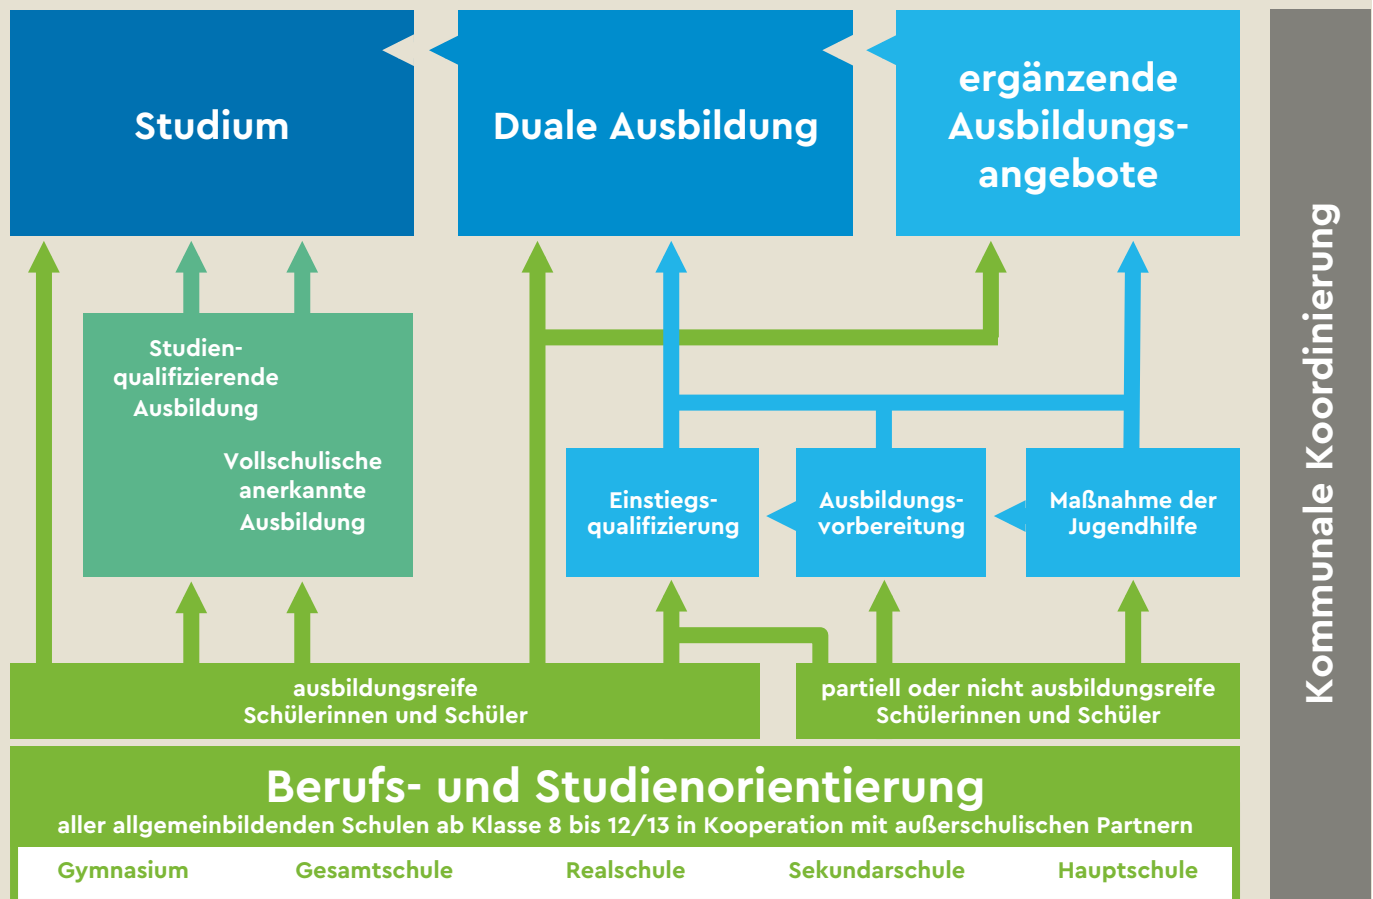 Studium
Duale Ausbildung
ergänzende
Ausbildungs-
angebote
Studien-
qualifizierende
Ausbildung
Vollschulische
anerkannte
Ausbildung
Einstiegs-
qualifizierung
Ausbildungs-
vorbereitung
Maßnahme der
Jugendhilfe
ausbildungsreife
Schülerinnen und Schüler
partiell oder nicht ausbildungsreife
Schülerinnen und Schüler
Berufs- und Studienorientierung
aller allgemeinbildenden Schulen ab Klasse 8 bis 12/13 in Kooperation mit außerschulischen Partnern
Gymnasium Gesamtschule Realschule Sekundarschule Hauptschule
Kommunale Koordinierung